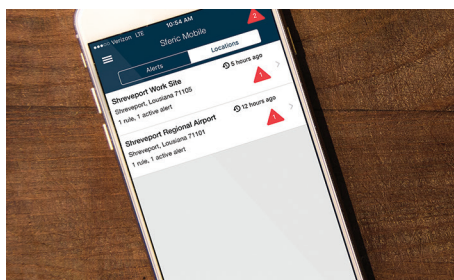 Verizon LTE 10:54 AM
Sferic Mobile 2
Alerts Locations
Shreveport Work Site 5 hours ago
Shreveport, Lousiana 71105 1
1 rule, 1 active alert
Shreveport Regional Airport 12 hours ago
Shreveport, Lousiana 71101 1
1 rule, 1 active alert